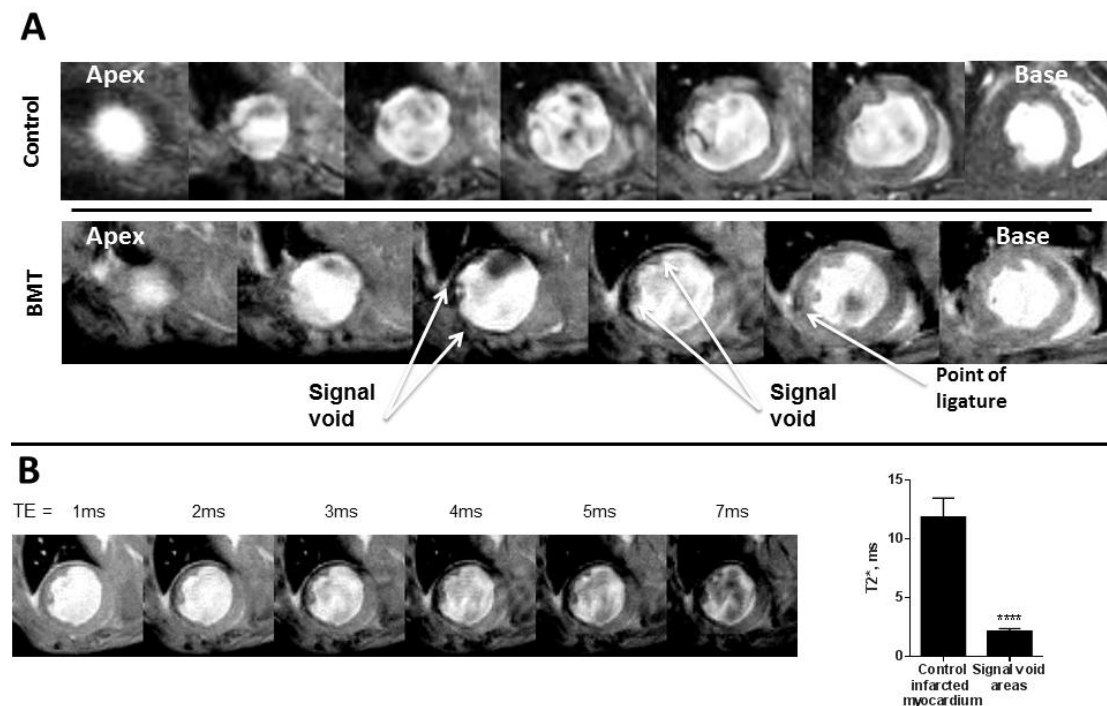 A
Control
Apex
Base
BMT
Apex
Base
Signal
void
Signal
void
Point of
ligature
B
TE =
1ms
2ms
3ms
4ms
5ms
7ms
T2*, ms
15
10
5
0
****
Control
infarcted
myocardium
Signal void
areas